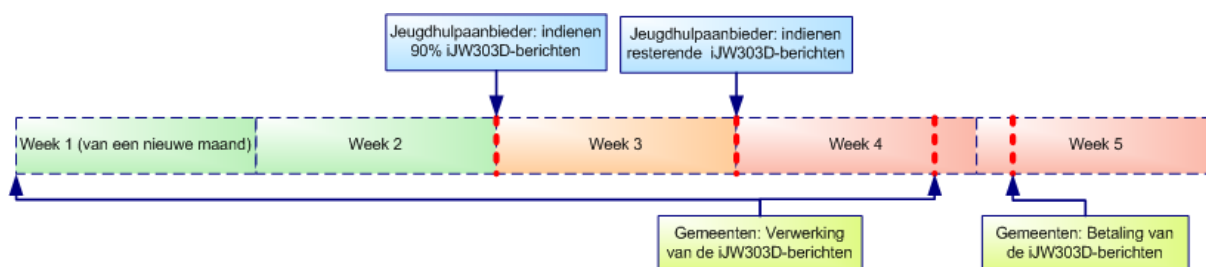 Jeugdhulpaanbieder: indienen
90% iJW303D-berichten
Jeugdhulpaanbieder: indienen
resterende iJW303D-berichten
Week 1 (van een nieuwe maand)
Week 2
Week 3
Week 4
Week 5
Gemeenten: Verwerking
van de iJW303D-berichten
Gemeenten: Betaling van
de iJW303D-berichten